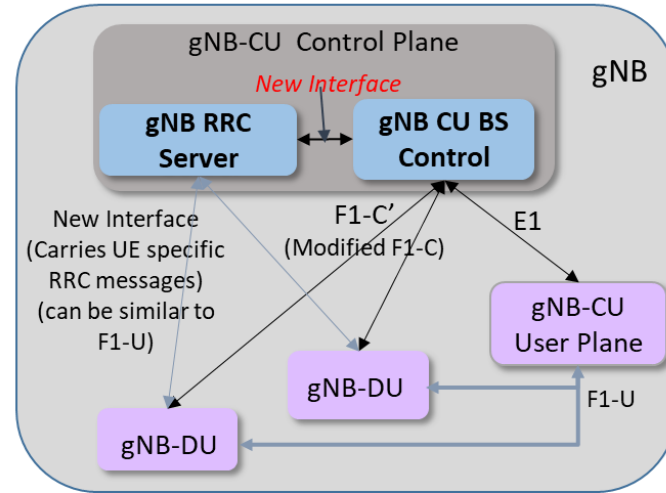 gNB-CU Control Plane
gNB
New Interface
gNB RRC
Server
gNB CU BS
Control
New Interface
(Carries UE specific
RRC messages)
(can be similar to
F1-U)
F1-C’
(Modified F1-C)
E1
gNB-CU
User Plane
gNB-DU
F1-U
gNB-DU